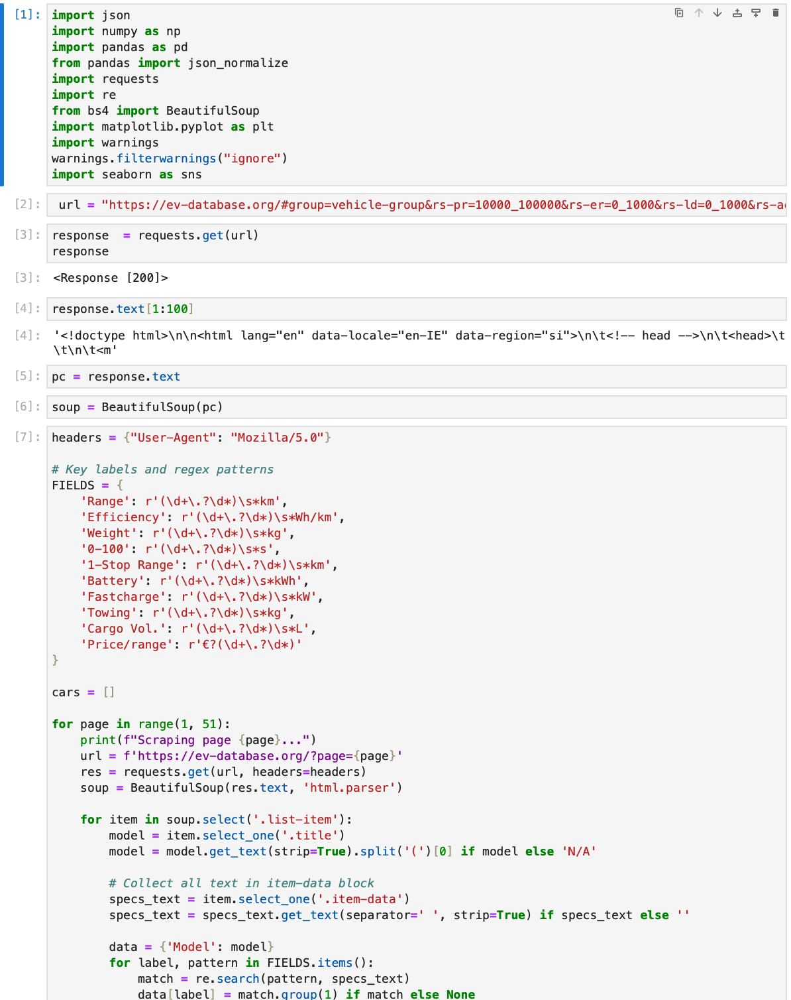 [1]: import json
import numpy as np
import pandas as pd
from pandas import json_normalize
import requests
import re
from bs4 import BeautifulSoup
import matplotlib.pyplot as plt
import warnings
warnings.filterwarnings("ignore")
import seaborn as sns
[2]: url = "https://ev-database.org/#group=vehicle-group&rs-pr=10000_100000&rs-er=0_1000&rs-ld=0_1000&rs-a
[3]: response  = requests.get(url)
response
[3]: <Response [200]>
[4]: response.text[1:100]
[4]: '<!doctype html>\n\n<html lang="en" data-locale="en-IE" data-region="si">\n\t<!-- head -->\n\t<head>\t
\t\n\t<m'
[5]: pc = response.text
[6]: soup = BeautifulSoup(pc)
[7]: headers = {"User-Agent": "Mozilla/5.0"}
# Key labels and regex patterns
FIELDS = {
    'Range': r'(\d+\.?\d*)\s*km',
    'Efficiency': r'(\d+\.?\d*)\s*Wh/km',
    'Weight': r'(\d+\.?\d*)\s*kg',
    '0-100': r'(\d+\.?\d*)\s*s',
    '1-Stop Range': r'(\d+\.?\d*)\s*km',
    'Battery': r'(\d+\.?\d*)\s*kWh',
    'Fastcharge': r'(\d+\.?\d*)\s*kW',
    'Towing': r'(\d+\.?\d*)\s*kg',
    'Cargo Vol.': r'(\d+\.?\d*)\s*L',
    'Price/range': r'€?(\d+\.?\d*)'
}
cars = []
for page in range(1, 51):
    print(f"Scraping page {page}...")
    url = f'https://ev-database.org/?page={page}'
    res = requests.get(url, headers=headers)
    soup = BeautifulSoup(res.text, 'html.parser')
    for item in soup.select('.list-item'):
        model = item.select_one('.title')
        model = model.get_text(strip=True).split('(')[0] if model else 'N/A'
        # Collect all text in item-data block
        specs_text = item.select_one('.item-data')
        specs_text = specs_text.get_text(separator=' ', strip=True) if specs_text else ''
        data = {'Model': model}
        for label, pattern in FIELDS.items():
            match = re.search(pattern, specs_text)
            data[label] = match.group(1) if match else None